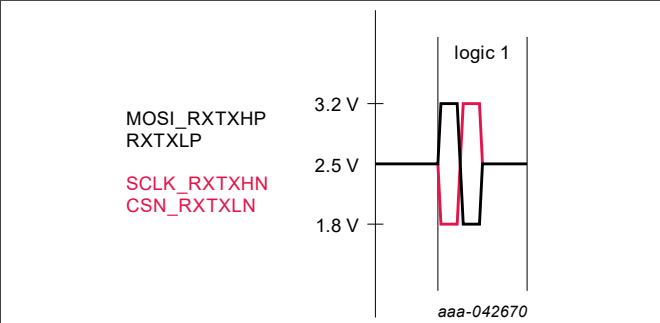 logic 1
3.2 V
MOSI_RXTXHP
RXTXLP
2.5 V
SCLK_RXTXHN
CSN_RXTXLN
1.8 V
aaa-042670